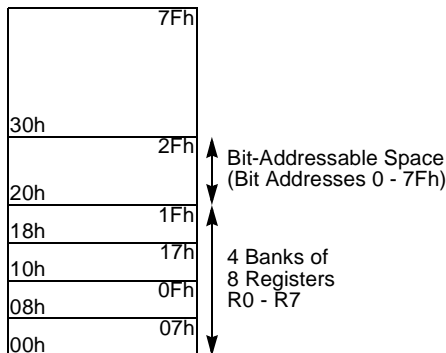 7Fh
30h
2Fh
20h
Bit-Addressable Space
(Bit Addresses 0 - 7Fh)
1Fh
18h
17h
10h
0Fh
08h
07h
00h
4 Banks of
8 Registers
R0 - R7